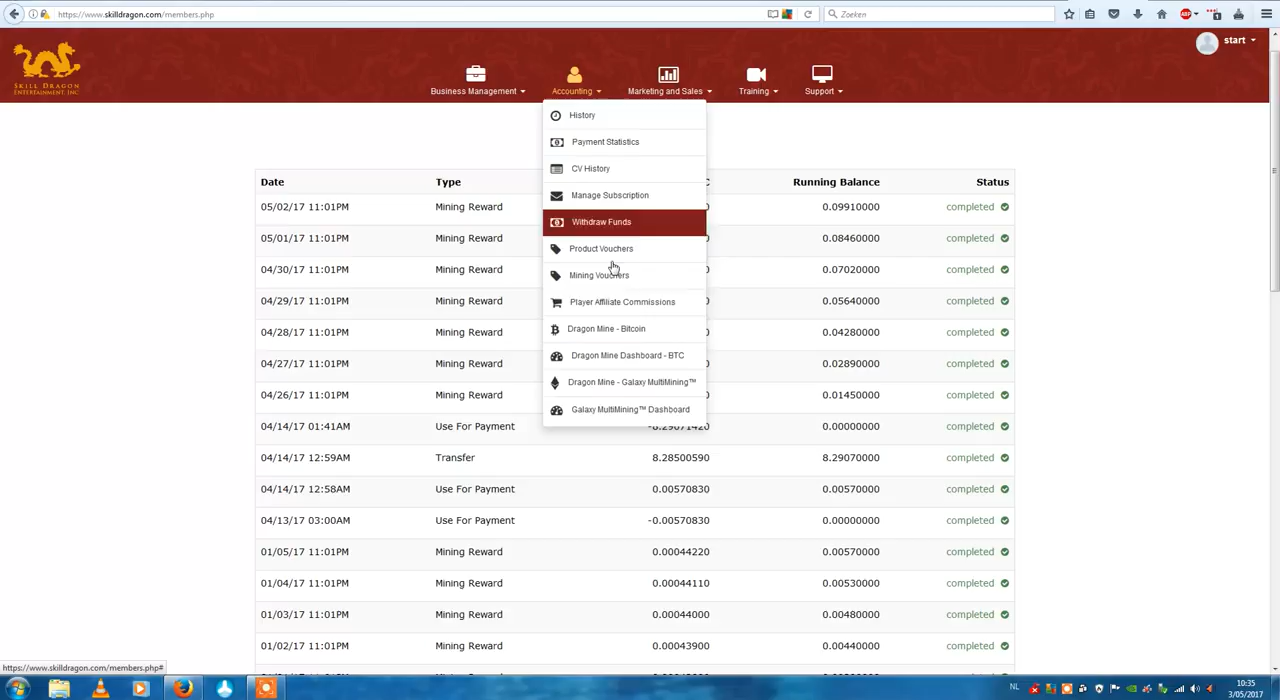 https://www.skilldragon.com/members.php
Zoeken
SKILL DRAGON
ENTERTAINMENT, INC
start
Business Management
Accounting
Marketing and Sales
Training
Support
History
Payment Statistics
CV History
Manage Subscription
Withdraw Funds
Product Vouchers
Mining Vouchers
Player Affiliate Commissions
Dragon Mine - Bitcoin
Dragon Mine Dashboard - BTC
Dragon Mine - Galaxy MultiMining™
Galaxy MultiMining™ Dashboard
Date Type C Running Balance Status
05/02/17 11:01PM Mining Reward 0.09910000 completed
05/01/17 11:01PM Mining Reward 0.08460000 completed
04/30/17 11:01PM Mining Reward 0.07020000 completed
04/29/17 11:01PM Mining Reward 0.05640000 completed
04/28/17 11:01PM Mining Reward 0.04280000 completed
04/27/17 11:01PM Mining Reward 0.02890000 completed
04/26/17 11:01PM Mining Reward 0.01450000 completed
04/14/17 01:41AM Use For Payment -8.29071420 0.00000000 completed
04/14/17 12:59AM Transfer 8.28500590 8.29070000 completed
04/14/17 12:58AM Use For Payment 0.00570830 0.00570000 completed
04/13/17 03:00AM Use For Payment -0.00570830 0.00000000 completed
01/05/17 11:01PM Mining Reward 0.00044220 0.00570000 completed
01/04/17 11:01PM Mining Reward 0.00044110 0.00530000 completed
01/03/17 11:01PM Mining Reward 0.00044000 0.00480000 completed
01/02/17 11:01PM Mining Reward 0.00043900 0.00440000 completed
https://www.skilldragon.com/members.php#
NL
10:35
3/05/2017